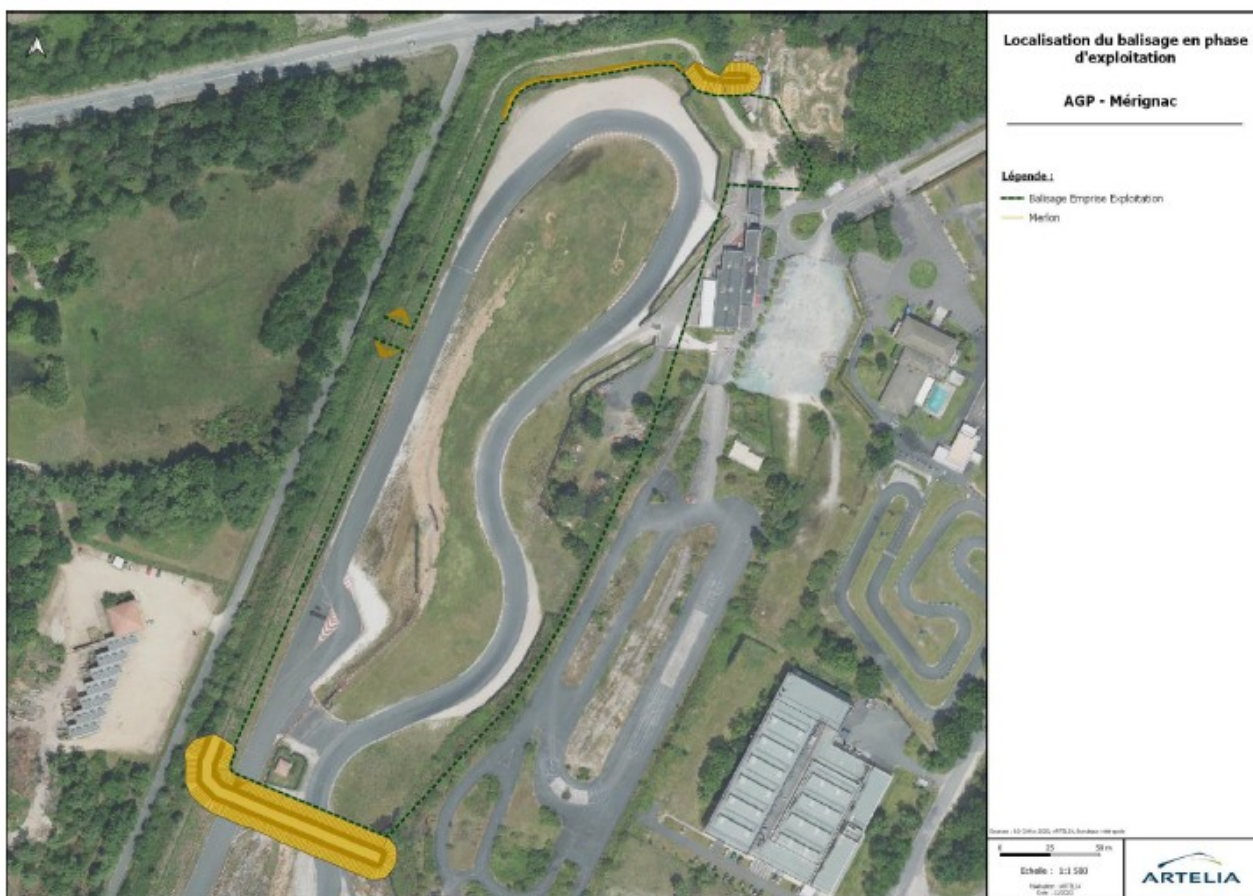 Localisation du balisage en phase
d'exploitation
AGP - Mérignac
Légende :
Balisage Emprise Exploitation
Merlon
0 25 50 m
Echelle : 1:1 500
ARTELIA